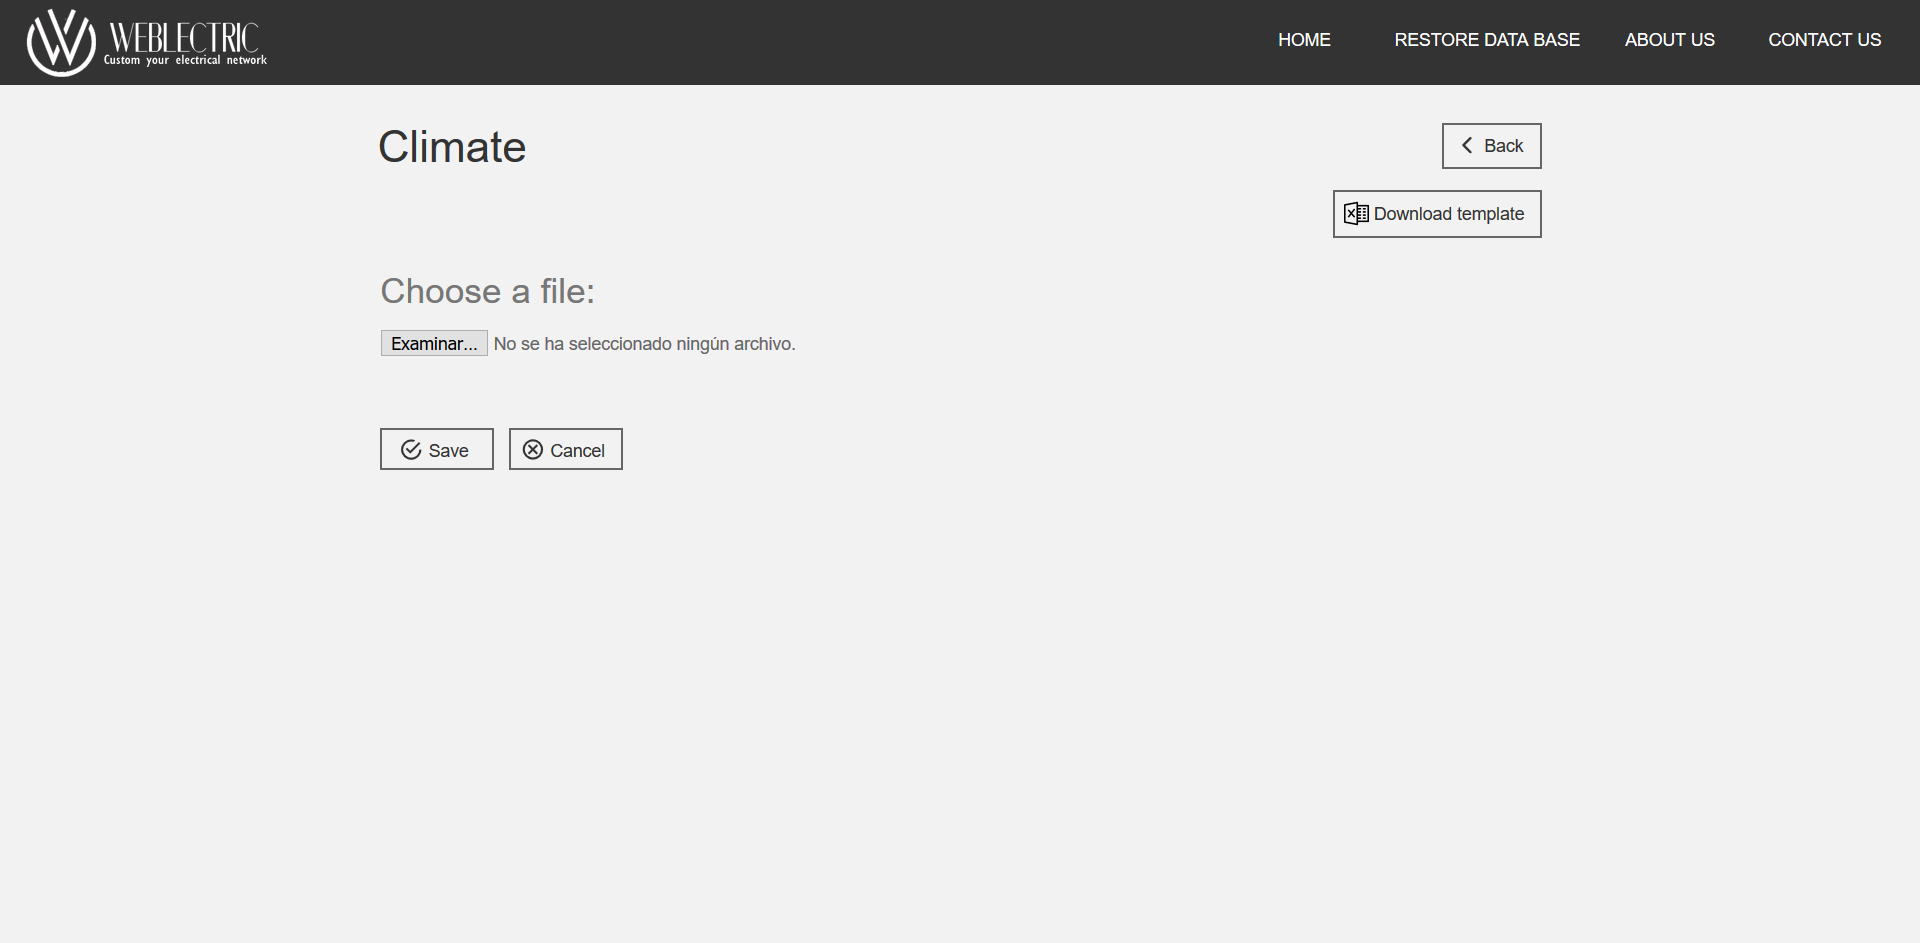 WEBLECTRIC
Custom your electrical network
HOME RESTORE DATA BASE ABOUT US CONTACT US
Climate
Back
Download template
Choose a file:
Examinar... No se ha seleccionado ningún archivo.
Save Cancel